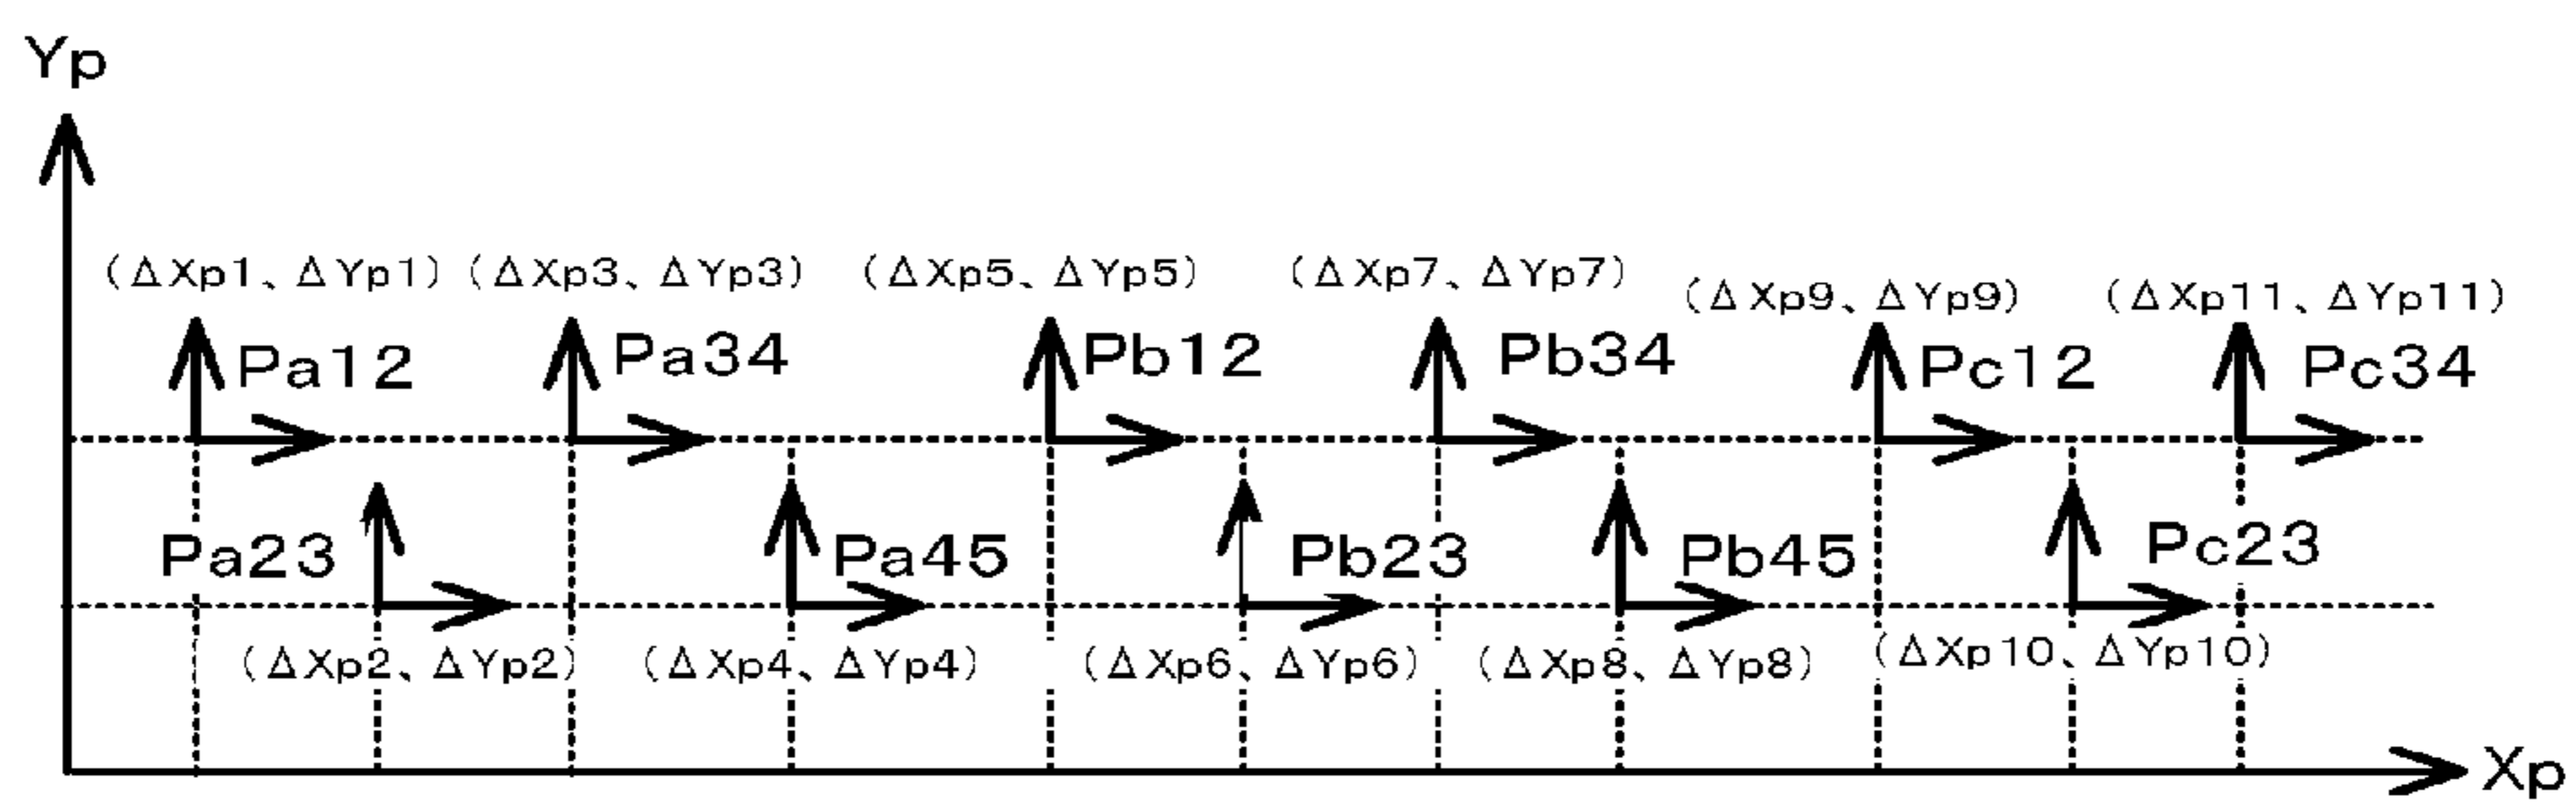 Yp
(ΔXp1、ΔYp1) (ΔXp3、ΔYp3) (ΔXp5、ΔYp5) (ΔXp7、ΔYp7) (ΔXp9、ΔYp9) (ΔXp11、ΔYp11)
Pa12 Pa34 Pb12 Pb34 Pc12 Pc34
Pa23 Pa45 Pb23 Pb45 Pc23
(ΔXp2、ΔYp2) (ΔXp4、ΔYp4) (ΔXp6、ΔYp6) (ΔXp8、ΔYp8) (ΔXp10、ΔYp10)
Xp